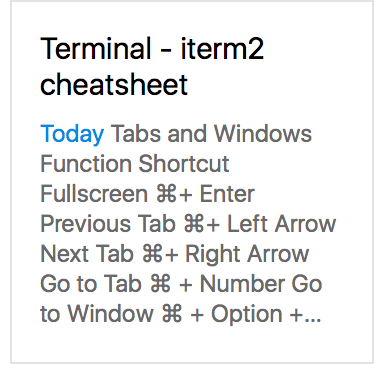 Terminal - iterm2
cheatsheet
Today Tabs and Windows
Function Shortcut
Fullscreen ⌘+ Enter
Previous Tab ⌘+ Left Arrow
Next Tab ⌘+ Right Arrow
Go to Tab ⌘ + Number Go
to Window ⌘ + Option +...